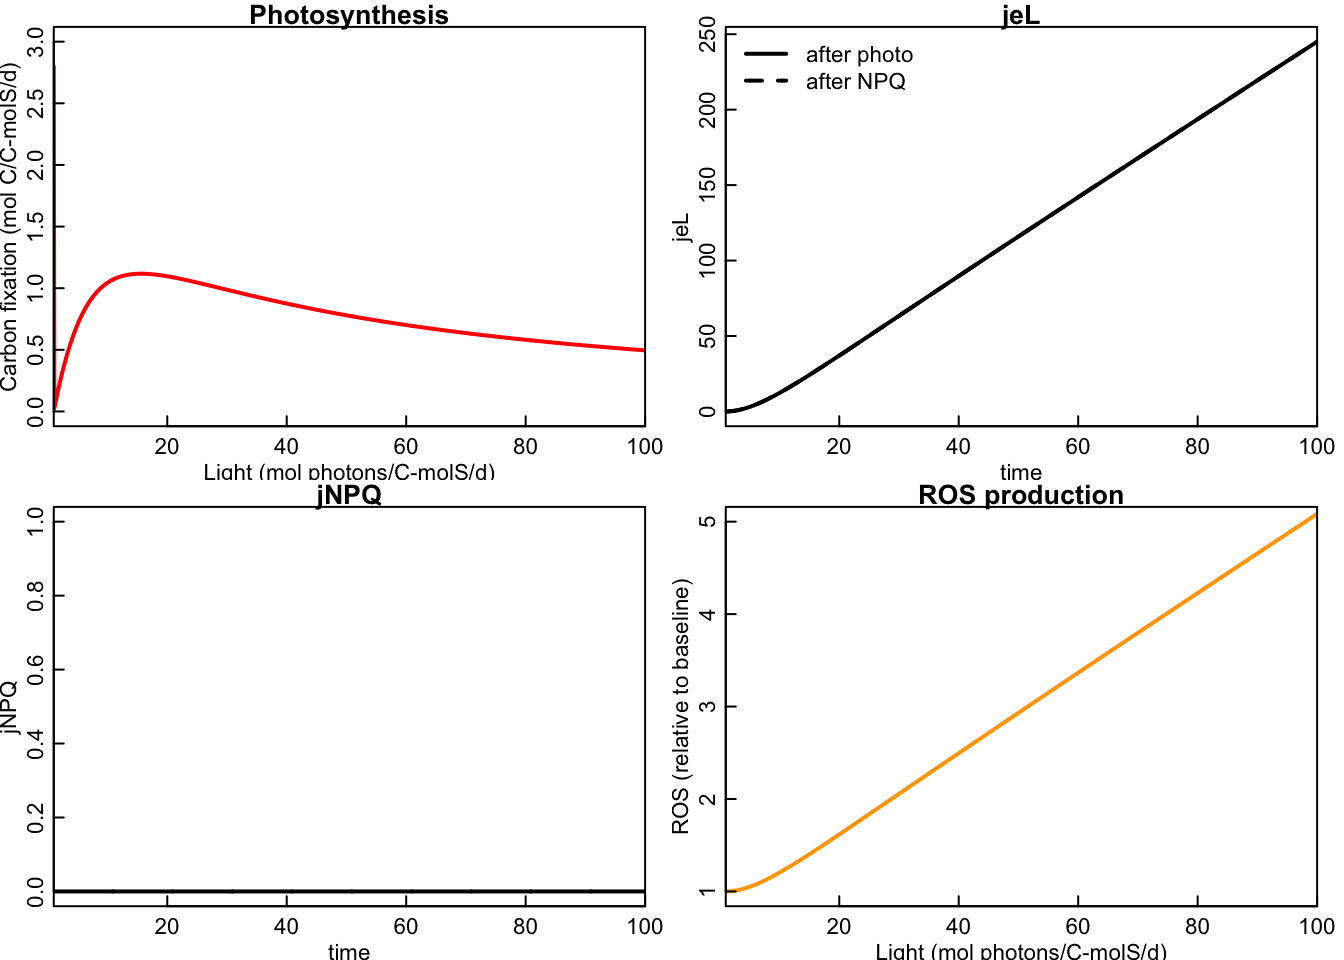 Photosynthesis
Carbon fixation (mol C/C-molS/d)
3.0
2.5
2.0
1.5
1.0
0.5
0.0
20 40 60 80 100
Light (mol photons/C-molS/d)
jeL
jeL
250
200
150
100
50
0
after photo
after NPQ
20 40 60 80 100
time
jNPQ
jNPQ
1.0
0.8
0.6
0.4
0.2
0.0
20 40 60 80 100
time
ROS production
ROS (relative to baseline)
5
4
3
2
1
20 40 60 80 100
Light (mol photons/C-molS/d)